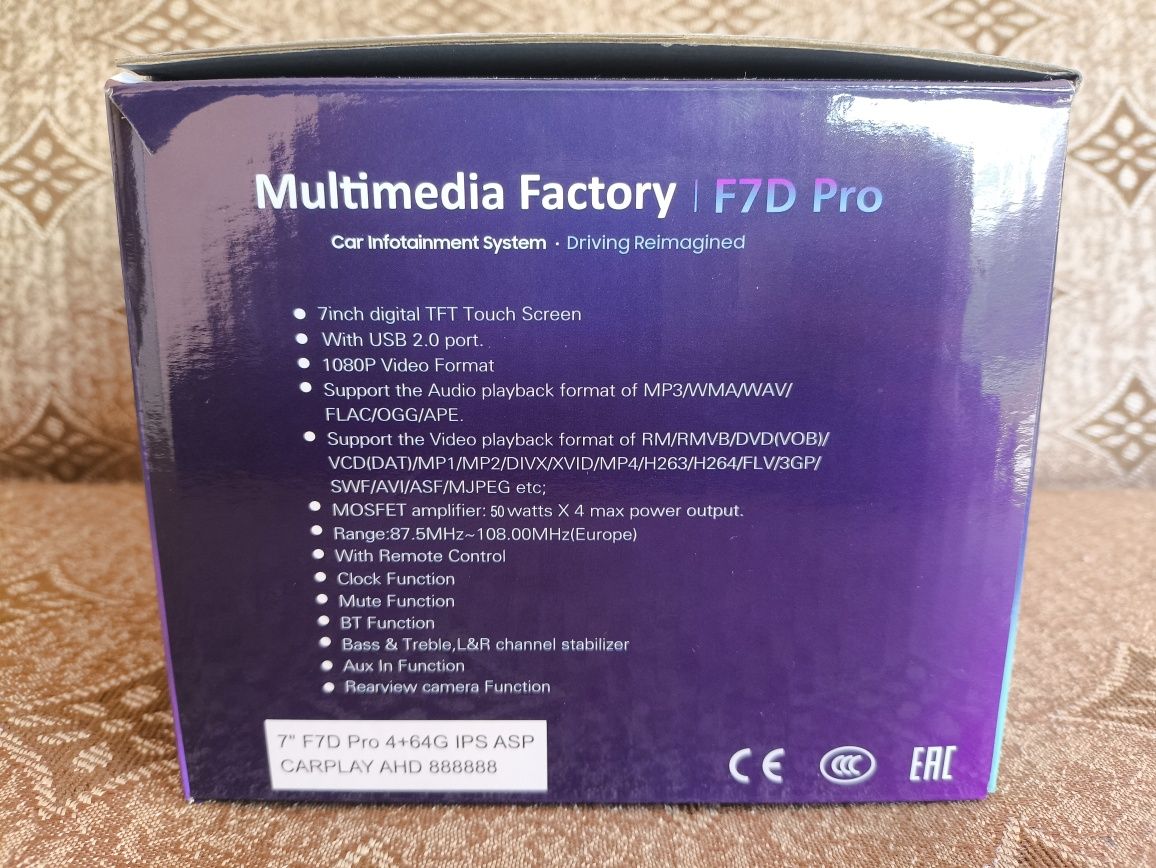 Multimedia Factory | F7D Pro
Car Infotainment System · Driving Reimagined
● 7inch digital TFT Touch Screen
● With USB 2.0 port.
● 1080P Video Format
● Support the Audio playback format of MP3/WMA/WAV/
FLAC/OGG/APE.
● Support the Video playback format of RM/RMVB/DVD(VOB)/
VCD(DAT)/MP1/MP2/DIVX/XVID/MP4/H263/H264/FLV/3GP/
SWF/AVI/ASF/MJPEG etc;
● MOSFET amplifier: 50watts X 4 max power output.
● Range:87.5MHz~108.00MHz(Europe)
● With Remote Control
● Clock Function
● Mute Function
● BT Function
● Bass & Treble,L&R channel stabilizer
● Aux In Function
● Rearview camera Function
7" F7D Pro 4+64G IPS ASP
CARPLAY AHD 888888
CE CCC EAC